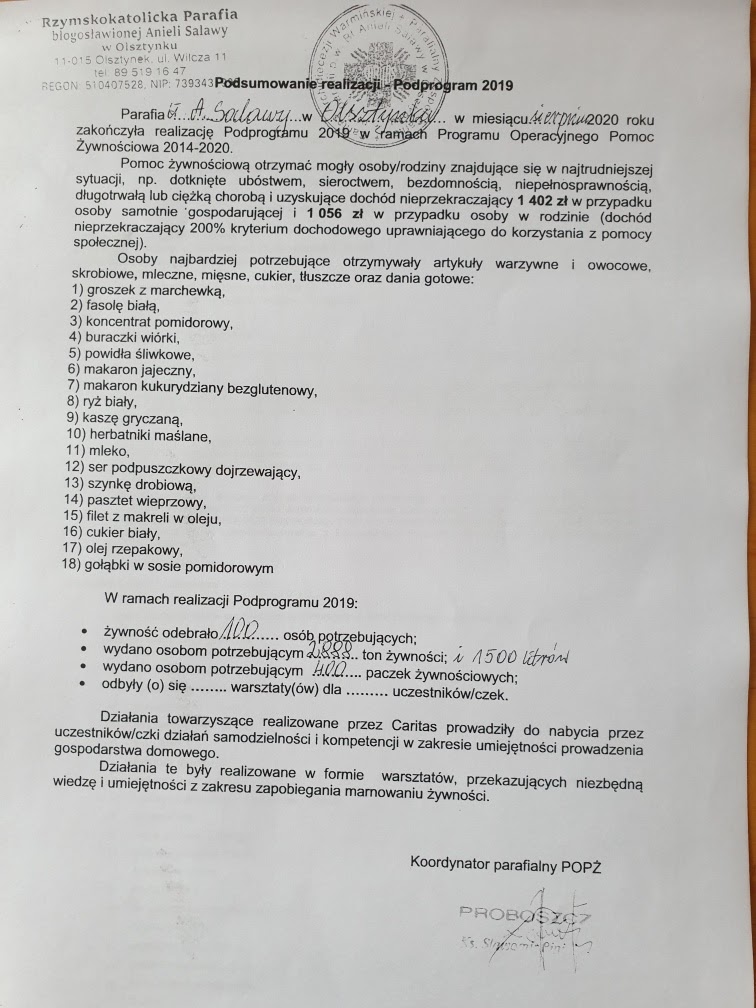 Rzymskokatolicka Parafia
błogosławionej Anieli Salawy
w Olsztynku
11-015 Olsztynek, ul. Wilcza 11
tel. 89 519 16 47
REGON: 510407528, NIP: 739343
Podsumowanie realizacji - Podprogram 2019
Parafia bł. A. Salawy...w Olsztynku... w miesiącu sierpniu 2020 roku
zakończyła realizację Podprogramu 2019 w ramach Programu Operacyjnego Pomoc
Żywnościowa 2014-2020.
Pomoc żywnościową otrzymać mogły osoby/rodziny znajdujące się w najtrudniejszej
sytuacji, np. dotknięte ubóstwem, sieroctwem, bezdomnością, niepełnosprawnością,
długotrwałą lub ciężką chorobą i uzyskujące dochód nieprzekraczający 1 402 zł w przypadku
osoby samotnie gospodarującej i 1 056 zł w przypadku osoby w rodzinie (dochód
nieprzekraczający 200% kryterium dochodowego uprawniającego do korzystania z pomocy
społecznej).
Osoby najbardziej potrzebujące otrzymywały artykuły warzywne i owocowe,
skrobiowe, mleczne, mięsne, cukier, tłuszcze oraz dania gotowe:
1) groszek z marchewką,
2) fasolę białą,
3) koncentrat pomidorowy,
4) buraczki wiórki,
5) powidła śliwkowe,
6) makaron jajeczny,
7) makaron kukurydziany bezglutenowy,
8) ryż biały,
9) kaszę gryczaną,
10) herbatniki maślane,
11) mleko,
12) ser podpuszczkowy dojrzewający,
13) szynkę drobiową,
14) pasztet wieprzowy,
15) filet z makreli w oleju,
16) cukier biały,
17) olej rzepakowy,
18) gołąbki w sosie pomidorowym
W ramach realizacji Podprogramu 2019:
• żywność odebrało 100...... osób potrzebujących;
• wydano osobom potrzebującym 2888.. ton żywności; i 1500 litrów
• wydano osobom potrzebującym 400.... paczek żywnościowych;
• odbyły (o) się ........ warsztaty(ów) dla ......... uczestników/czek.
Działania towarzyszące realizowane przez Caritas prowadziły do nabycia przez
uczestników/czki działań samodzielności i kompetencji w zakresie umiejętności prowadzenia
gospodarstwa domowego.
Działania te były realizowane w formie warsztatów, przekazujących niezbędną
wiedzę i umiejętności z zakresu zapobiegania marnowaniu żywności.
Koordynator parafialny POPŻ
PROBOSZCZ